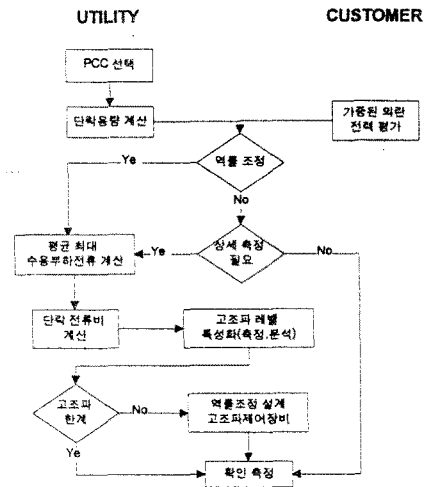 UTILITY
CUSTOMER
PCC 선택
단락용량 계산
가중된 외란
전력 평가
역률 조정
Ye
No
평균 최대
수용부하전류 계산
Ye
상세 측정
필요
No
단락 전류비
계산
고조파 레벨
특성화(측정,분석)
고조파
한계
No
역률조정 설계
고조파제어장비
Ye
확인 측정